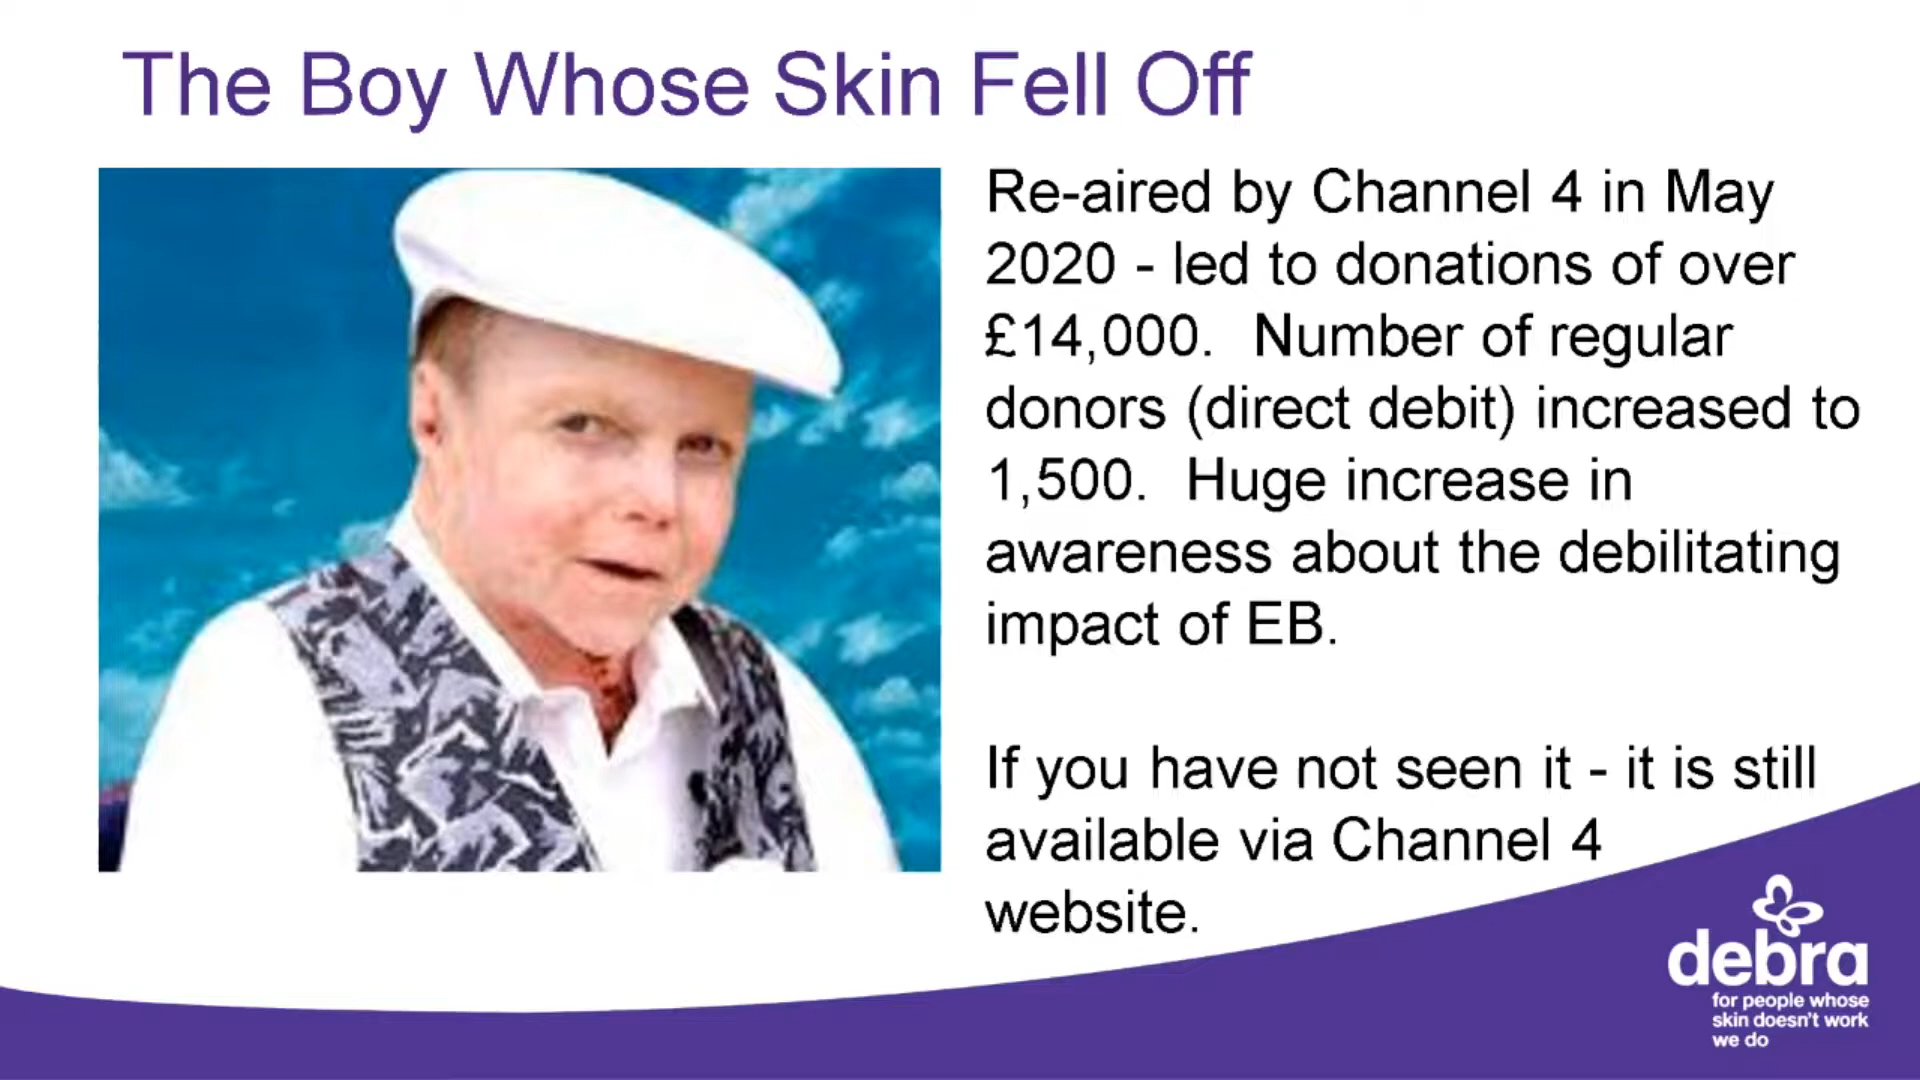 The Boy Whose Skin Fell Off
Re-aired by Channel 4 in May
2020 - led to donations of over
£14,000.  Number of regular
donors (direct debit) increased to
1,500.  Huge increase in
awareness about the debilitating
impact of EB.
If you have not seen it - it is still
available via Channel 4
website.
debra
for people whose
skin doesn't work
we do